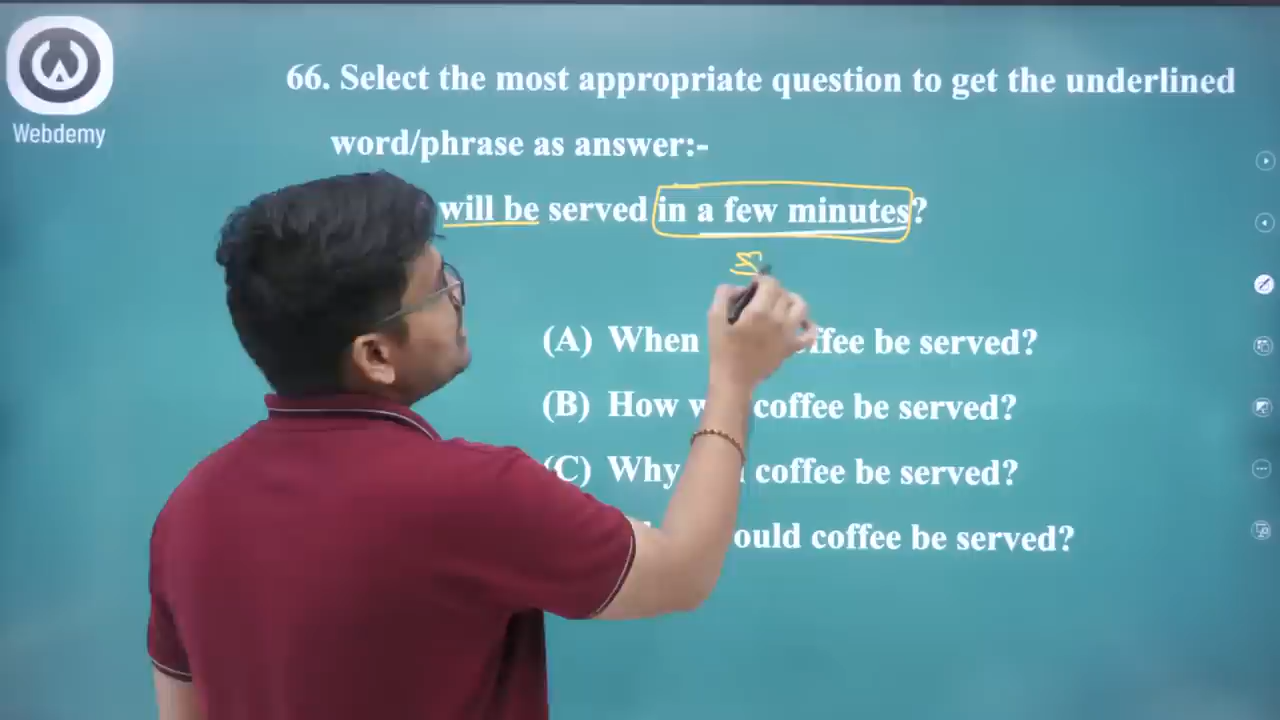 Webdemy
66. Select the most appropriate question to get the underlined
word/phrase as answer:-
will be served in a few minutes?
(A) When coffee be served?
(B) How coffee be served?
(C) Why coffee be served?
coffee be served?